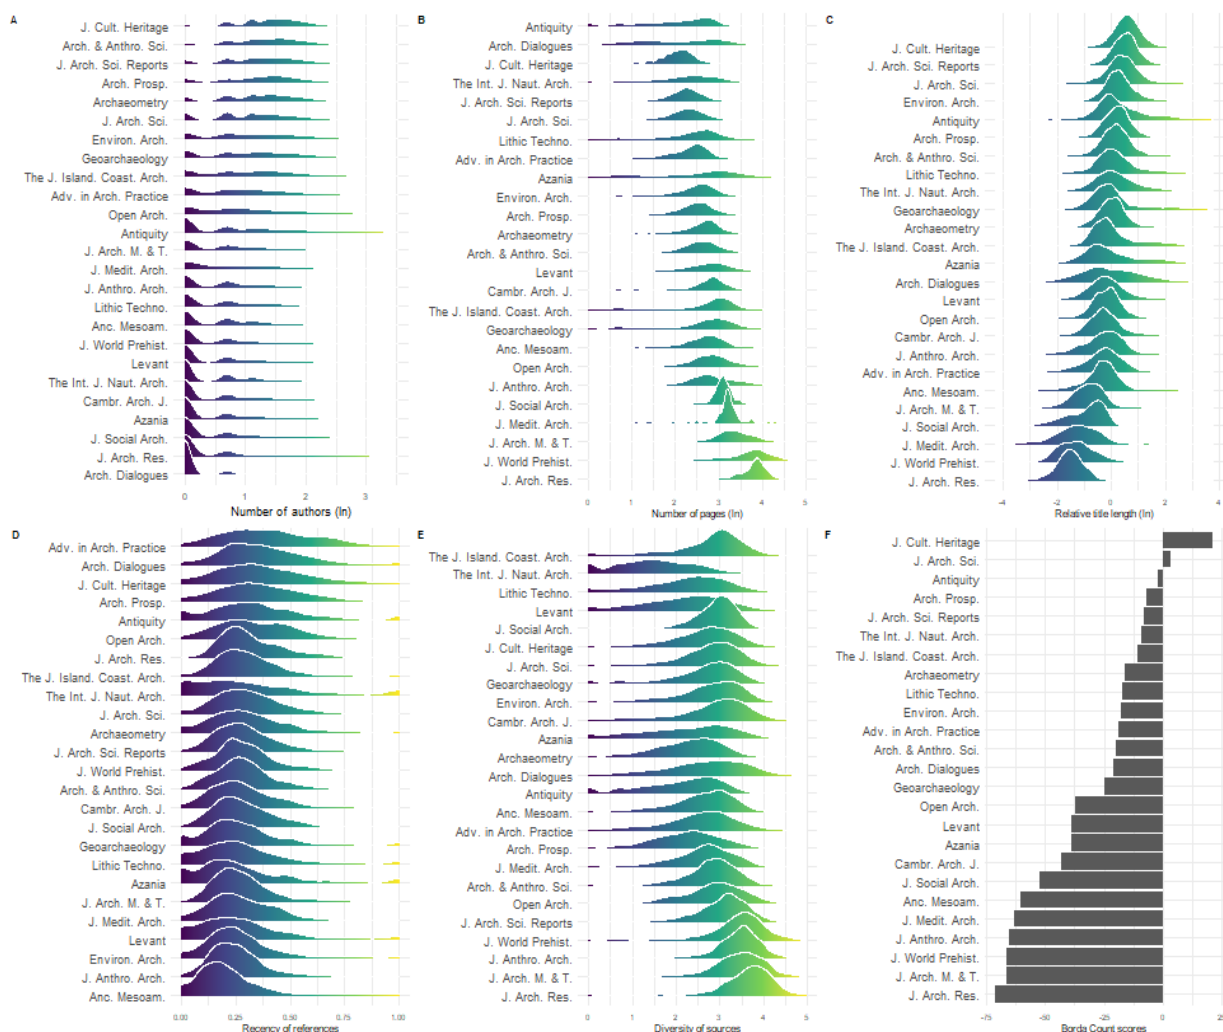 A
J. Cult. Heritage
Arch. & Anthro. Sci.
J. Arch. Sci. Reports
Arch. Prosp.
Archaeometry
J. Arch. Sci.
Environ. Arch.
Geoarchaeology
The J. Island. Coast. Arch.
Adv. in Arch. Practice
Open Arch.
Antiquity
J. Arch. M. & T.
J. Medit. Arch.
J. Anthro. Arch.
Lithic Techno.
Anc. Mesoam.
J. World Prehist.
Levant
The Int. J. Naut. Arch.
Cambr. Arch. J.
Azania
J. Social Arch.
J. Arch. Res.
Arch. Dialogues
0 1 2 3
Number of authors (ln)
B
Antiquity
Arch. Dialogues
J. Cult. Heritage
The Int. J. Naut. Arch.
J. Arch. Sci. Reports
J. Arch. Sci.
Lithic Techno.
Adv. in Arch. Practice
Azania
Environ. Arch.
Arch. Prosp.
Archaeometry
Arch. & Anthro. Sci.
Levant
Cambr. Arch. J.
The J. Island. Coast. Arch.
Geoarchaeology
Anc. Mesoam.
Open Arch.
J. Anthro. Arch.
J. Social Arch.
J. Medit. Arch.
J. Arch. M. & T.
J. World Prehist.
J. Arch. Res.
0 1 2 3 4 5
Number of pages (ln)
C
J. Cult. Heritage
J. Arch. Sci. Reports
J. Arch. Sci.
Environ. Arch.
Antiquity
Arch. Prosp.
Arch. & Anthro. Sci.
Lithic Techno.
The Int. J. Naut. Arch.
Geoarchaeology
Archaeometry
The J. Island. Coast. Arch.
Azania
Arch. Dialogues
Levant
Open Arch.
Cambr. Arch. J.
J. Anthro. Arch.
Adv. in Arch. Practice
Anc. Mesoam.
J. Arch. M. & T.
J. Social Arch.
J. Medit. Arch.
J. World Prehist.
J. Arch. Res.
-4 -2 0 2 4
Relative title length (ln)
D
Adv. in Arch. Practice
Arch. Dialogues
J. Cult. Heritage
Arch. Prosp.
Antiquity
Open Arch.
J. Arch. Res.
The J. Island. Coast. Arch.
The Int. J. Naut. Arch.
J. Arch. Sci.
Archaeometry
J. Arch. Sci. Reports
J. World Prehist.
Arch. & Anthro. Sci.
Cambr. Arch. J.
J. Social Arch.
Geoarchaeology
Lithic Techno.
Azania
J. Arch. M. & T.
J. Medit. Arch.
Levant
Environ. Arch.
J. Anthro. Arch.
Anc. Mesoam.
0.00 0.25 0.50 0.75 1.00
Recency of references
E
The J. Island. Coast. Arch.
The Int. J. Naut. Arch.
Lithic Techno.
Levant
J. Social Arch.
J. Cult. Heritage
J. Arch. Sci.
Geoarchaeology
Environ. Arch.
Cambr. Arch. J.
Azania
Archaeometry
Arch. Dialogues
Antiquity
Anc. Mesoam.
Adv. in Arch. Practice
Arch. Prosp.
J. Medit. Arch.
Arch. & Anthro. Sci.
Open Arch.
J. Arch. Sci. Reports
J. World Prehist.
J. Anthro. Arch.
J. Arch. M. & T.
J. Arch. Res.
0 1 2 3 4 5
Diversity of sources
F
J. Cult. Heritage
J. Arch. Sci.
Antiquity
Arch. Prosp.
J. Arch. Sci. Reports
The Int. J. Naut. Arch.
The J. Island. Coast. Arch.
Archaeometry
Lithic Techno.
Environ. Arch.
Adv. in Arch. Practice
Arch. & Anthro. Sci.
Arch. Dialogues
Geoarchaeology
Open Arch.
Levant
Azania
Cambr. Arch. J.
J. Social Arch.
Anc. Mesoam.
J. Medit. Arch.
J. Anthro. Arch.
J. World Prehist.
J. Arch. M. & T.
J. Arch. Res.
-75 -50 -25 0
Borda Count scores